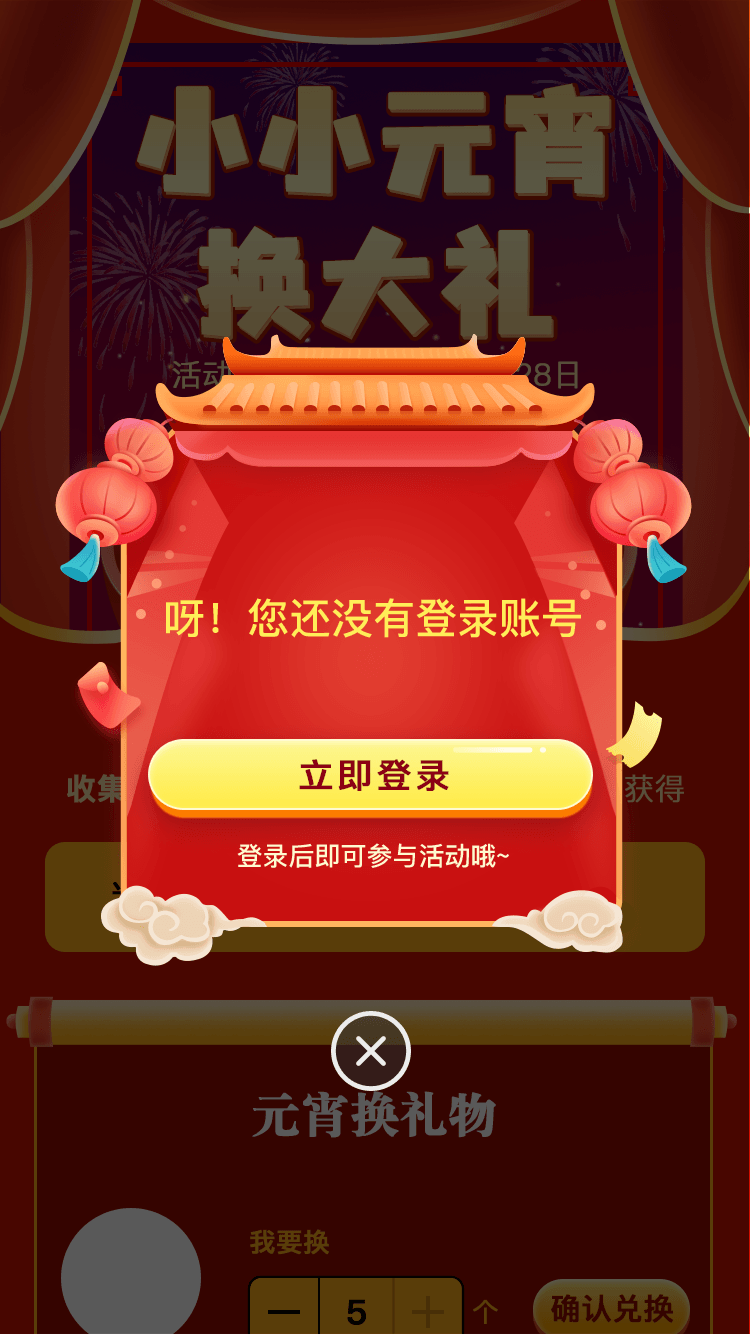 小小元宵
换大礼
活动
28日
呀！您还没有登录账号
立即登录
收集
获得
登录后即可参与活动哦~
元宵换礼物
我要换
5
个
确认兑换